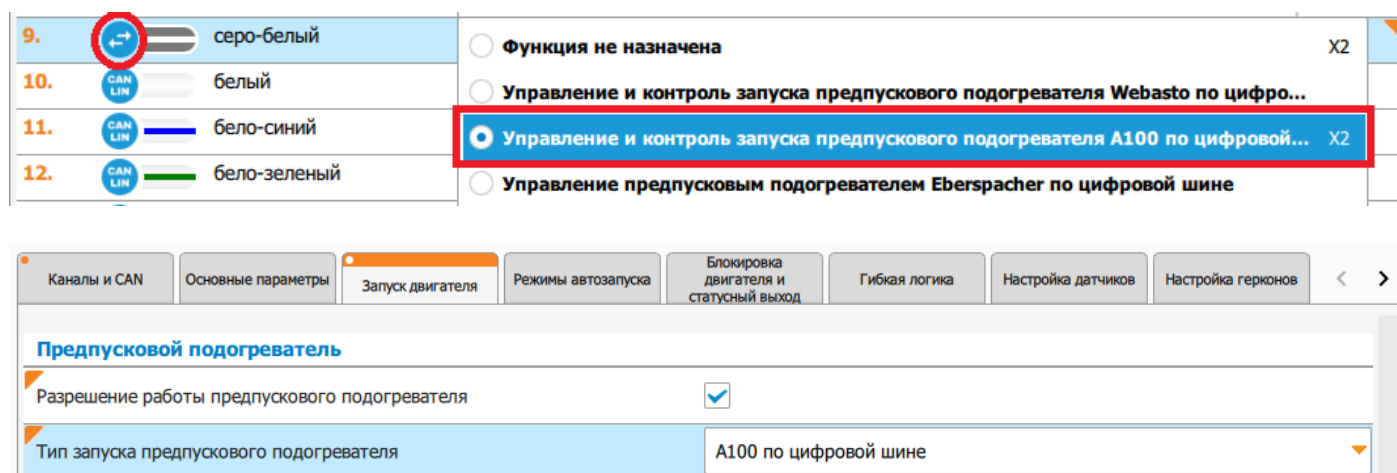 9. серо-белый
Функция не назначена X2
10. CAN LIN белый
Управление и контроль запуска предпускового подогревателя Webasto по цифро...
11. CAN LIN бело-синий
Управление и контроль запуска предпускового подогревателя А100 по цифровой... X2
12. CAN LIN бело-зеленый
Управление предпусковым подогревателем Eberspacher по цифровой шине
Каналы и CAN
Основные параметры
Запуск двигателя
Режимы автозапуска
Блокировка
двигателя и
статусный выход
Гибкая логика
Настройка датчиков
Настройка герконов
Предпусковой подогреватель
Разрешение работы предпускового подогревателя
Тип запуска предпускового подогревателя
А100 по цифровой шине